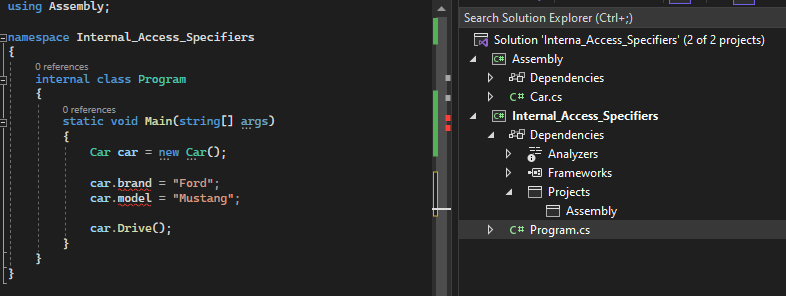 using Assembly;
namespace Internal_Access_Specifiers
{
0 references
internal class Program
{
0 references
static void Main(string[] args)
{
Car car = new Car();
car.brand = "Ford";
car.model = "Mustang";
car.Drive();
}
}
}
Search Solution Explorer (Ctrl+;)
Solution 'Interna_Access_Specifiers' (2 of 2 projects)
Assembly
Dependencies
C# Car.cs
Internal_Access_Specifiers
Dependencies
Analyzers
Frameworks
Projects
Assembly
C# Program.cs